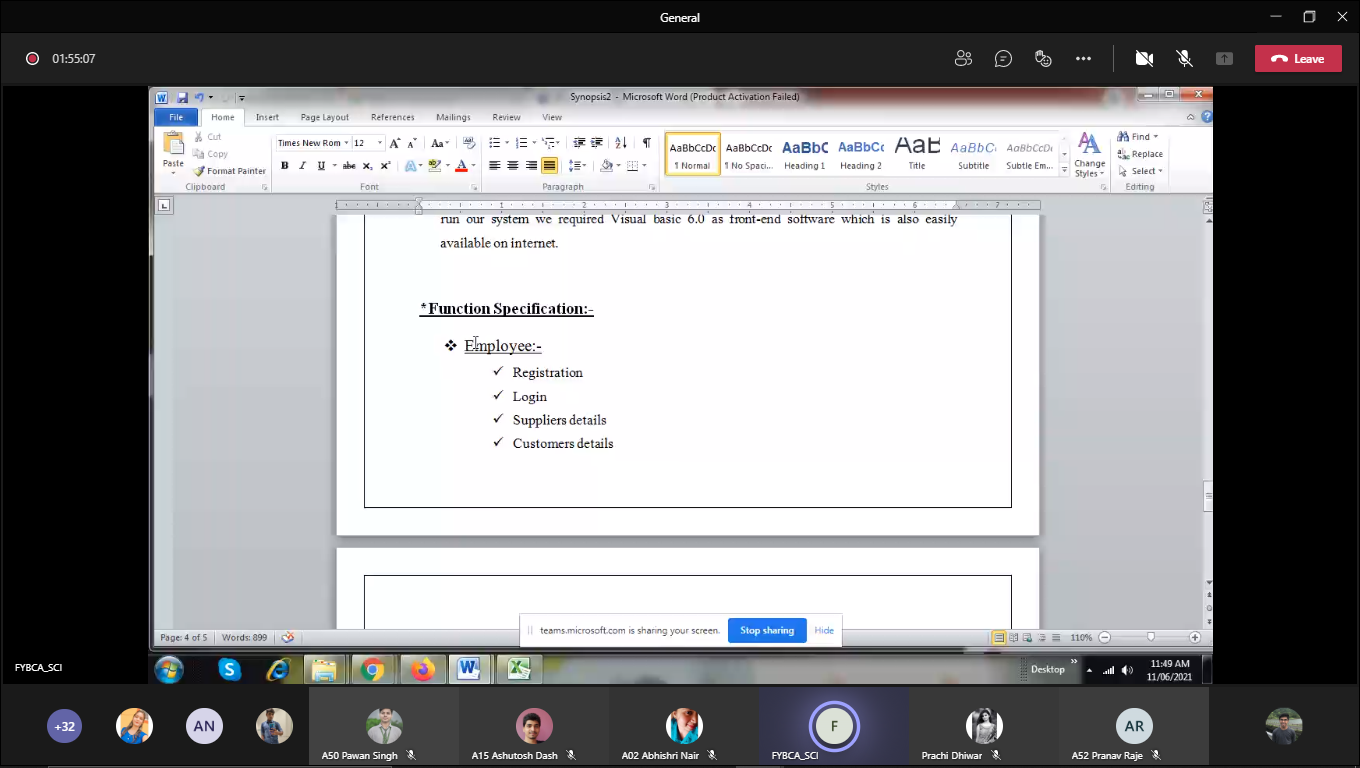 General
01:55:07
Leave
Synopsis2 - Microsoft Word (Product Activation Failed)
File Home Insert Page Layout References Mailings Review View
Paste
Cut
Copy
Format Painter
Clipboard
Times New Rom 12
Font
Paragraph
AaBbCcDc
¶ Normal
AaBbCcDc
¶ No Spaci...
AaBbC
Heading 1
AaBbCc
Heading 2
AaB
Title
AaBbCc
Subtitle
AaBbCcDc
Subtle Em...
Change
Styles
Styles
Find
Replace
Select
Editing
run our system we required Visual basic 6.0 as front-end software which is also easily
available on internet.
*Function Specification:-
❖ Employee:-
✓ Registration
✓ Login
✓ Suppliers details
✓ Customers details
teams.microsoft.com is sharing your screen. Stop sharing Hide
Page: 4 of 5 Words: 899 110%
FYBCA_SCI
Desktop
11:49 AM
11/06/2021
+32
AN
A50 Pawan Singh
A15 Ashutosh Dash
A02 Abhishri Nair
F
FYBCA_SCI
Prachi Dhiwar
AR
A52 Pranav Raje